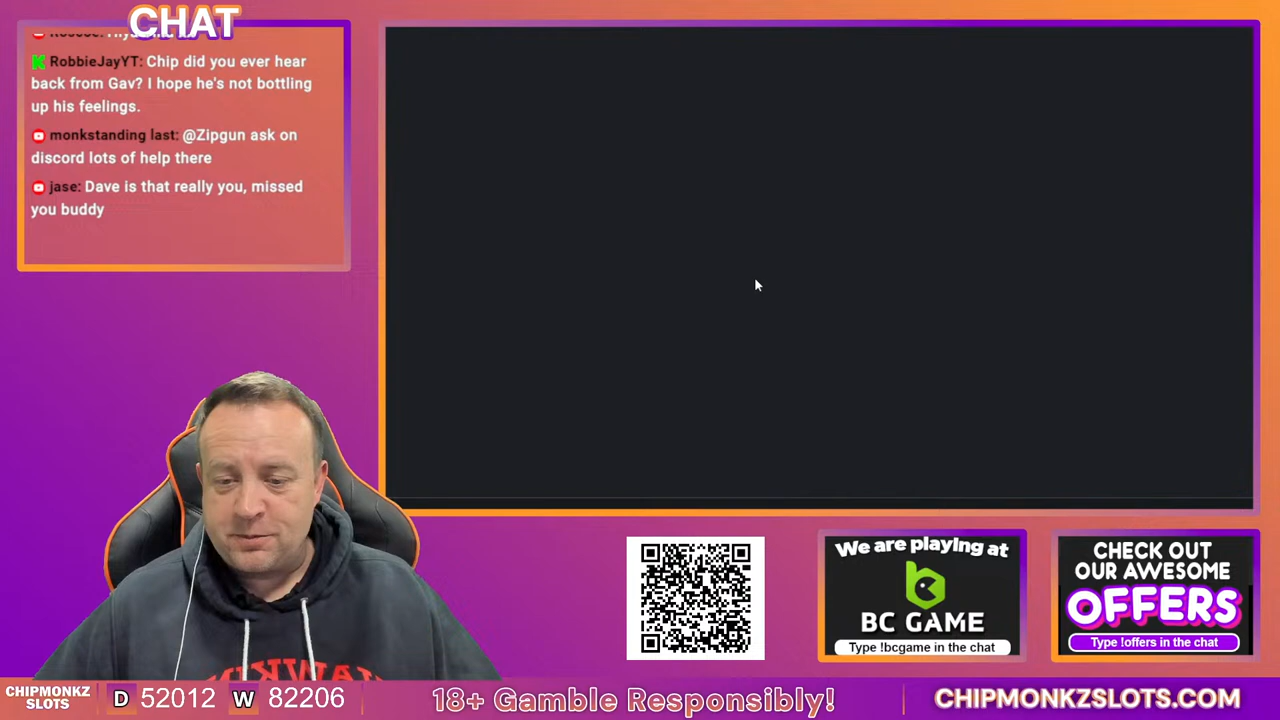 CHAT
RobbieJayYT: Chip did you ever hear
back from Gav? I hope he's not bottling
up his feelings.
monkstanding last: @Zipgun ask on
discord lots of help there
jase: Dave is that really you, missed
you buddy
We are playing at
BC GAME
Type !bcgame in the chat
CHECK OUT
OUR AWESOME
OFFERS
Type !offers in the chat
CHIPMONKZ
SLOTS
D 52012 W 82206
18+ Gamble Responsibly!
CHIPMONKZSLOTS.COM